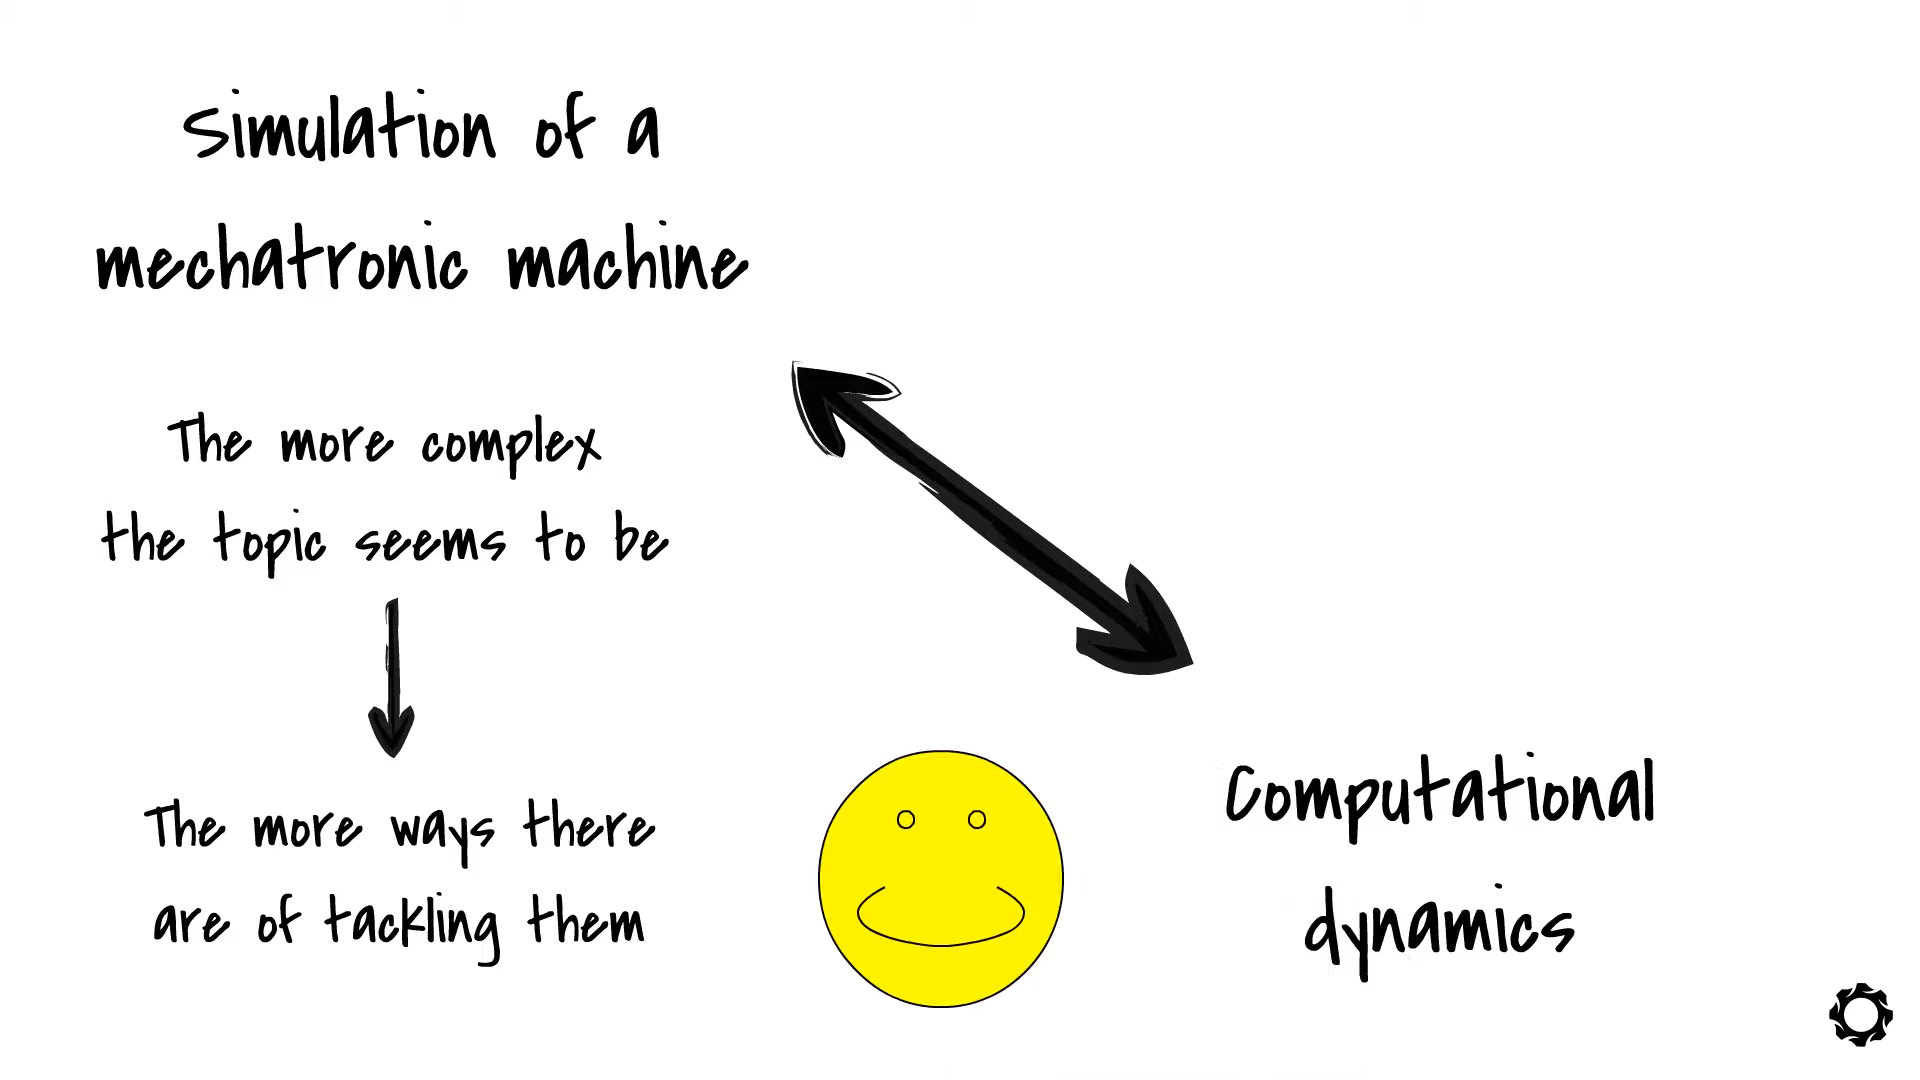 Simulation of a
mechatronic machine
The more complex
the topic seems to be
The more ways there
are of tackling them
Computational
dynamics